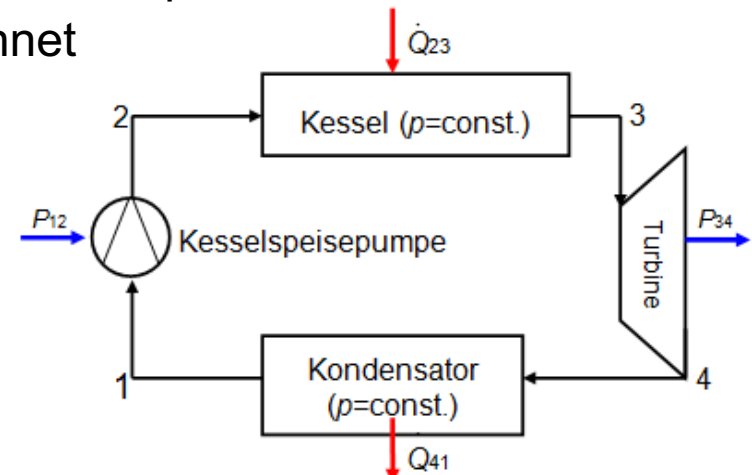 nnet
Q̇23
2
Kessel (p=const.)
3
P12
Kesselspeisepumpe
Turbine
P34
1
Kondensator
(p=const.)
4
Q41